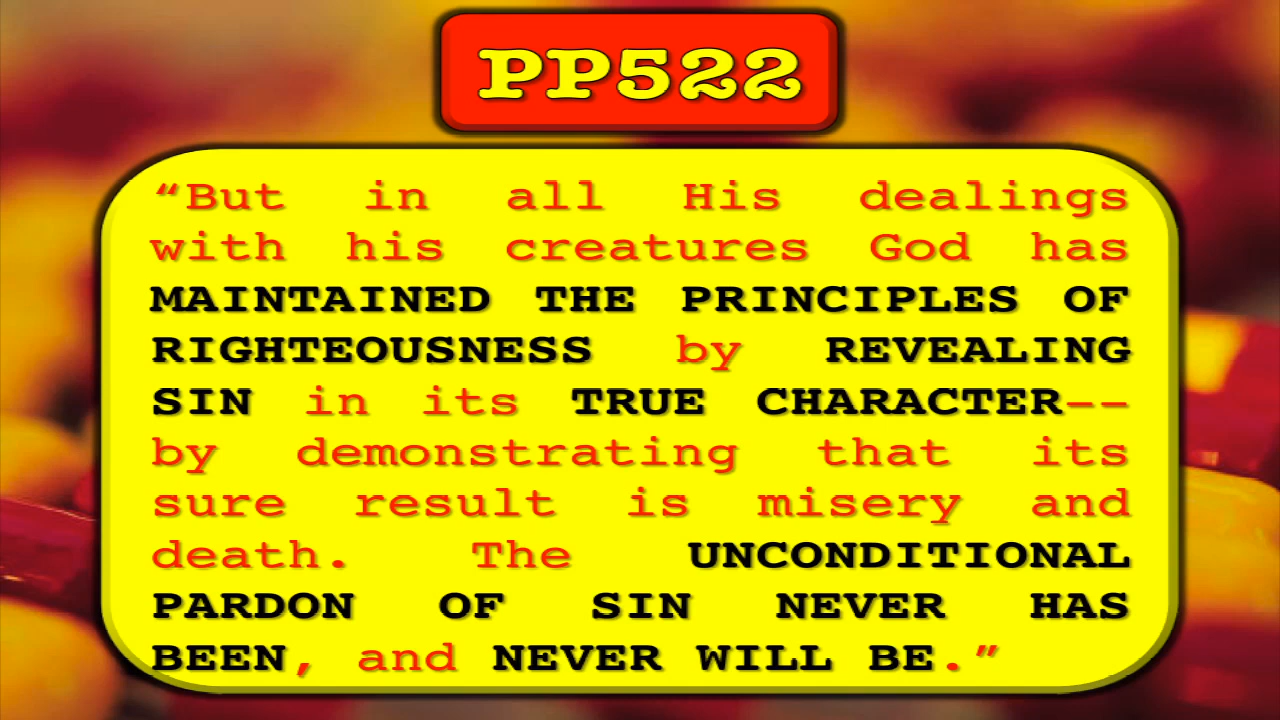 PP522
“But in all His dealings
with his creatures God has
MAINTAINED THE PRINCIPLES OF
RIGHTEOUSNESS by REVEALING
SIN in its TRUE CHARACTER--
by demonstrating that its
sure result is misery and
death. The UNCONDITIONAL
PARDON OF SIN NEVER HAS
BEEN, and NEVER WILL BE.”